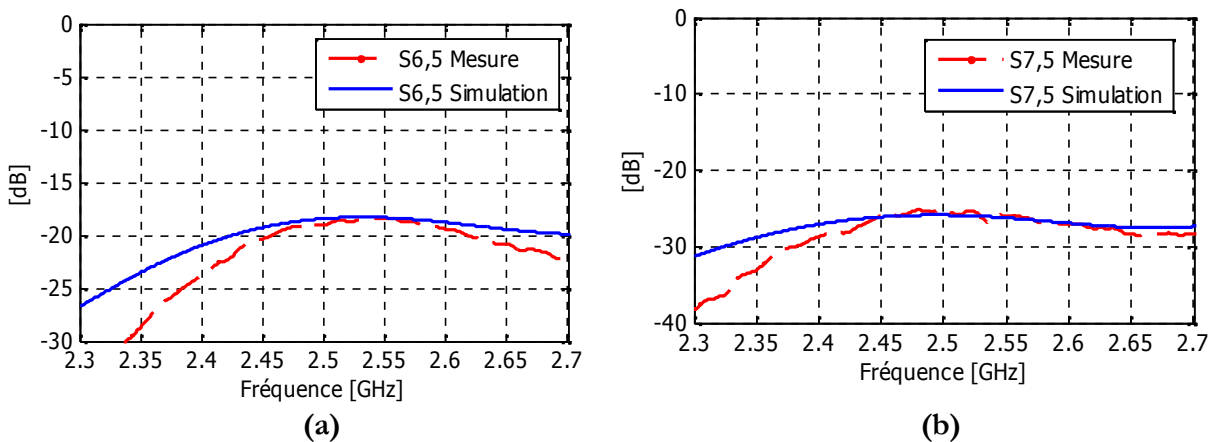 0
-5
-10
-15
-20
-25
-30
[dB]
S6,5 Mesure
S6,5 Simulation
2.3 2.35 2.4 2.45 2.5 2.55 2.6 2.65 2.7
Fréquence [GHz]
(a)
0
-10
-20
-30
-40
[dB]
S7,5 Mesure
S7,5 Simulation
2.3 2.35 2.4 2.45 2.5 2.55 2.6 2.65 2.7
Fréquence [GHz]
(b)